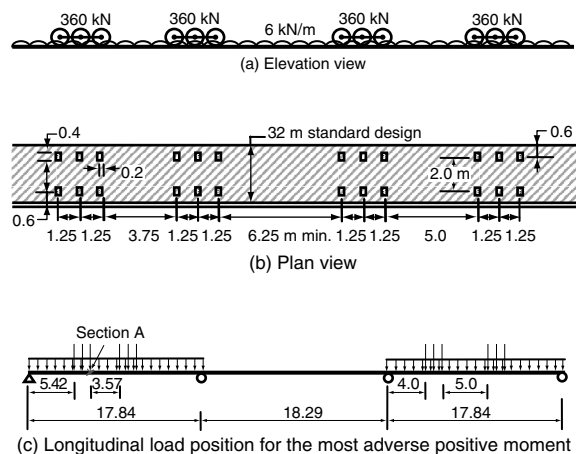 360 kN 360 kN 360 kN 360 kN
6 kN/m
(a) Elevation view
0.4 32 m standard design 0.6
0.2 2.0 m
0.6
1.25 1.25 3.75 1.25 1.25 6.25 m min. 1.25 1.25 5.0 1.25 1.25
(b) Plan view
Section A
5.42 3.57 4.0 5.0
17.84 18.29 17.84
(c) Longitudinal load position for the most adverse positive moment